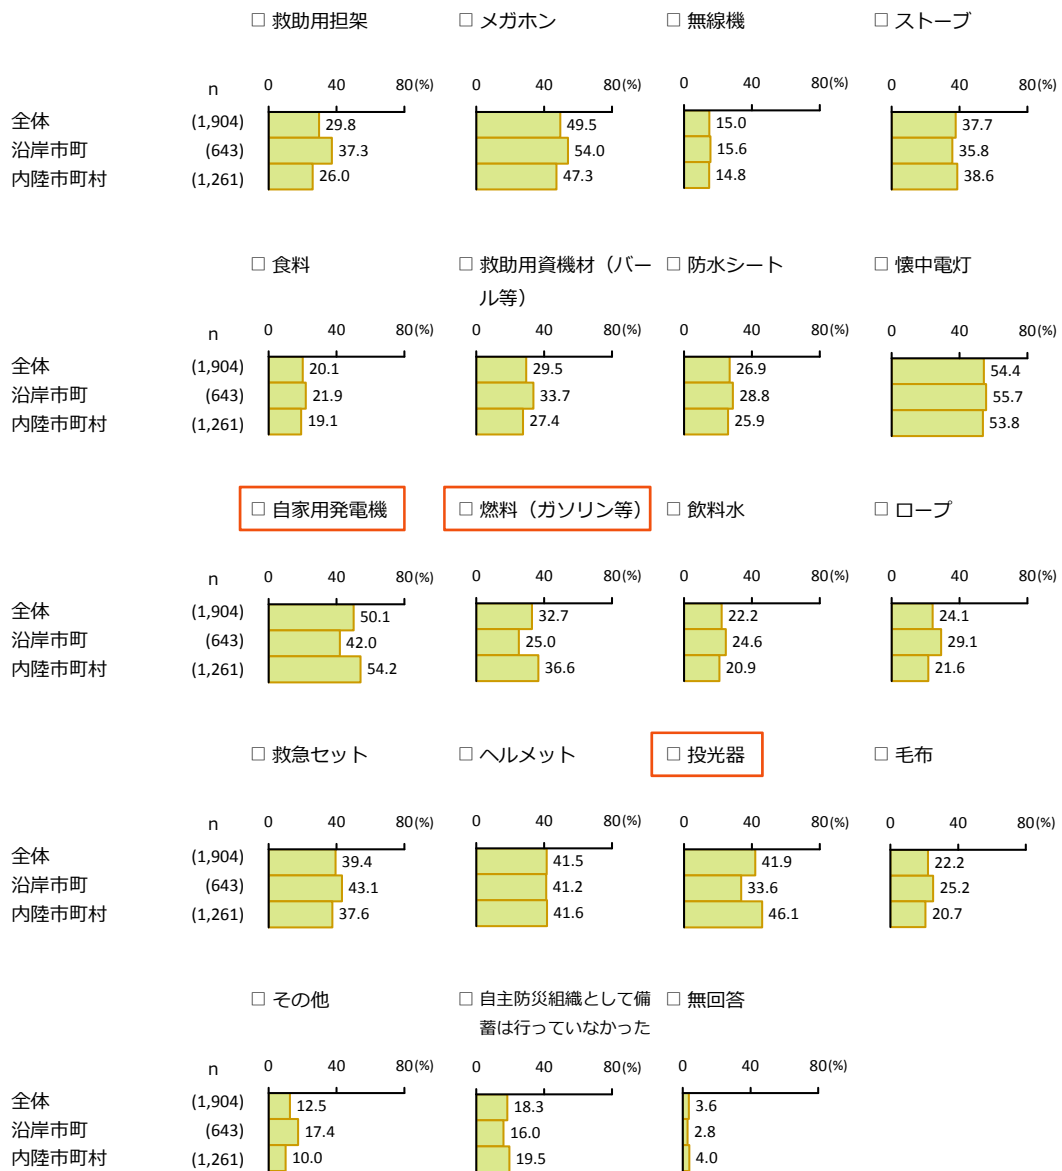 □ 救助用担架 □ メガホン □ 無線機 □ ストーブ
n 0 40 80(%) 0 40 80(%) 0 40 80(%) 0 40 80(%)
全体 (1,904) 29.8 49.5 15.0 37.7
沿岸市町 (643) 37.3 54.0 15.6 35.8
内陸市町村 (1,261) 26.0 47.3 14.8 38.6
□ 食料 □ 救助用資機材（バー □ 防水シート □ 懐中電灯
ル等）
n 0 40 80(%) 0 40 80(%) 0 40 80(%) 0 40 80(%)
全体 (1,904) 20.1 29.5 26.9 54.4
沿岸市町 (643) 21.9 33.7 28.8 55.7
内陸市町村 (1,261) 19.1 27.4 25.9 53.8
□ 自家用発電機 □ 燃料（ガソリン等） □ 飲料水 □ ロープ
n 0 40 80(%) 0 40 80(%) 0 40 80(%) 0 40 80(%)
全体 (1,904) 50.1 32.7 22.2 24.1
沿岸市町 (643) 42.0 25.0 24.6 29.1
内陸市町村 (1,261) 54.2 36.6 20.9 21.6
□ 救急セット □ ヘルメット □ 投光器 □ 毛布
n 0 40 80(%) 0 40 80(%) 0 40 80(%) 0 40 80(%)
全体 (1,904) 39.4 41.5 41.9 22.2
沿岸市町 (643) 43.1 41.2 33.6 25.2
内陸市町村 (1,261) 37.6 41.6 46.1 20.7
□ その他 □ 自主防災組織として備 □ 無回答
蓄は行っていなかった
n 0 40 80(%) 0 40 80(%) 0 40 80(%)
全体 (1,904) 12.5 18.3 3.6
沿岸市町 (643) 17.4 16.0 2.8
内陸市町村 (1,261) 10.0 19.5 4.0